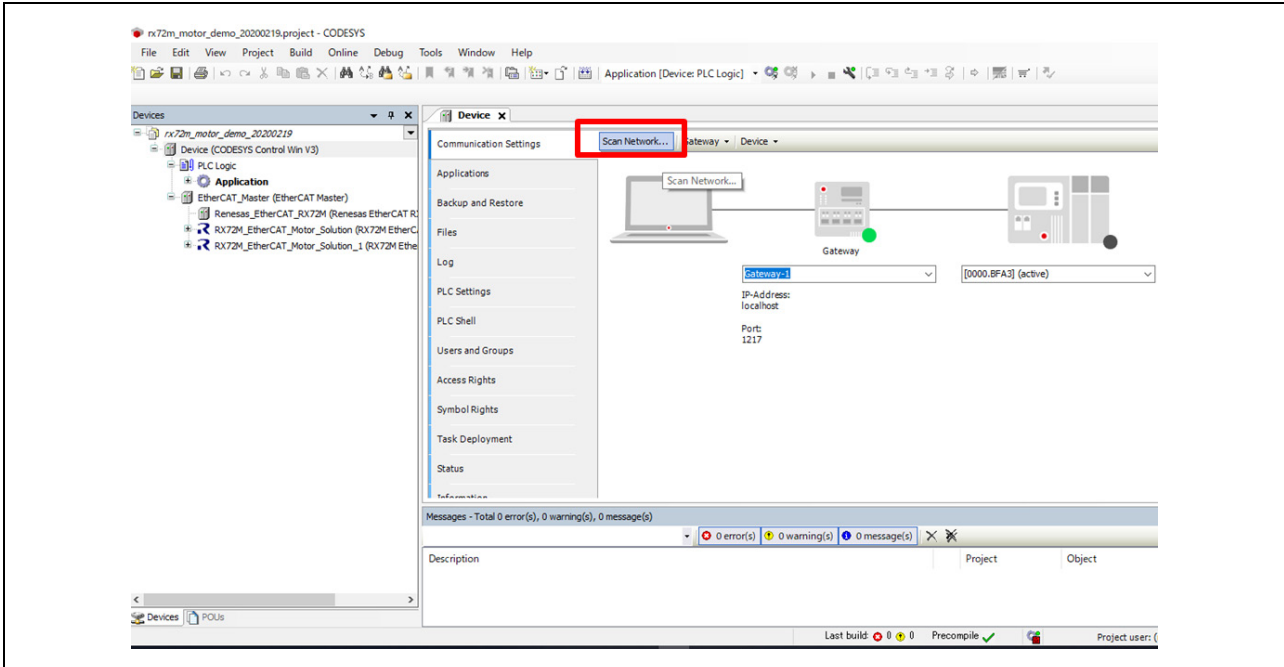 rx72m_motor_demo_20200219.project - CODESYS
File Edit View Project Build Online Debug Tools Window Help
Application [Device: PLC Logic]
Devices
rx72m_motor_demo_20200219
Device (CODESYS Control Win V3)
PLC Logic
Application
EtherCAT_Master (EtherCAT Master)
Renesas_EtherCAT_RX72M (Renesas EtherCAT R
RX72M_EtherCAT_Motor_Solution (RX72M EtherC
RX72M_EtherCAT_Motor_Solution_1 (RX72M Ethe
Devices POUs
Device
Communication Settings
Applications
Backup and Restore
Files
Log
PLC Settings
PLC Shell
Users and Groups
Access Rights
Symbol Rights
Task Deployment
Status
Information
Scan Network... Gateway Device
Scan Network...
Gateway
Gateway-1 [0000.BFA3] (active)
IP-Address:
localhost
Port:
1217
Messages - Total 0 error(s), 0 warning(s), 0 message(s)
0 error(s) 0 warning(s) 0 message(s)
Description Project Object
Last build: 0 0 Precompile Project user: (